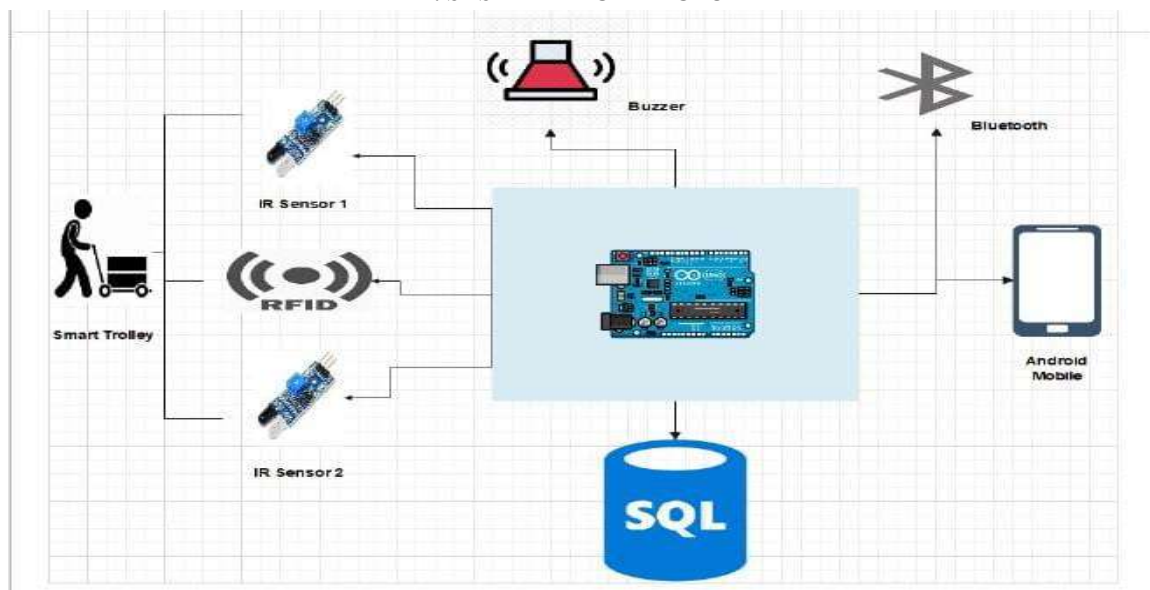 Buzzer
Bluetooth
IR Sensor 1
RFID
Smart Trolley
Android
Mobile
IR Sensor 2
SQL